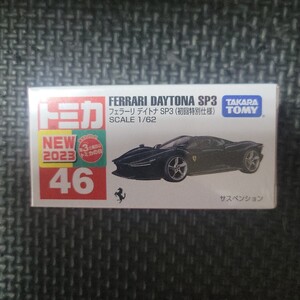 トミカ
NEW
2023
46
FERRARI DAYTONA SP3
フェラーリ デイトナ SP3 (初回特別仕様)
SCALE 1/62
TAKARA
TOMY
サスペンション